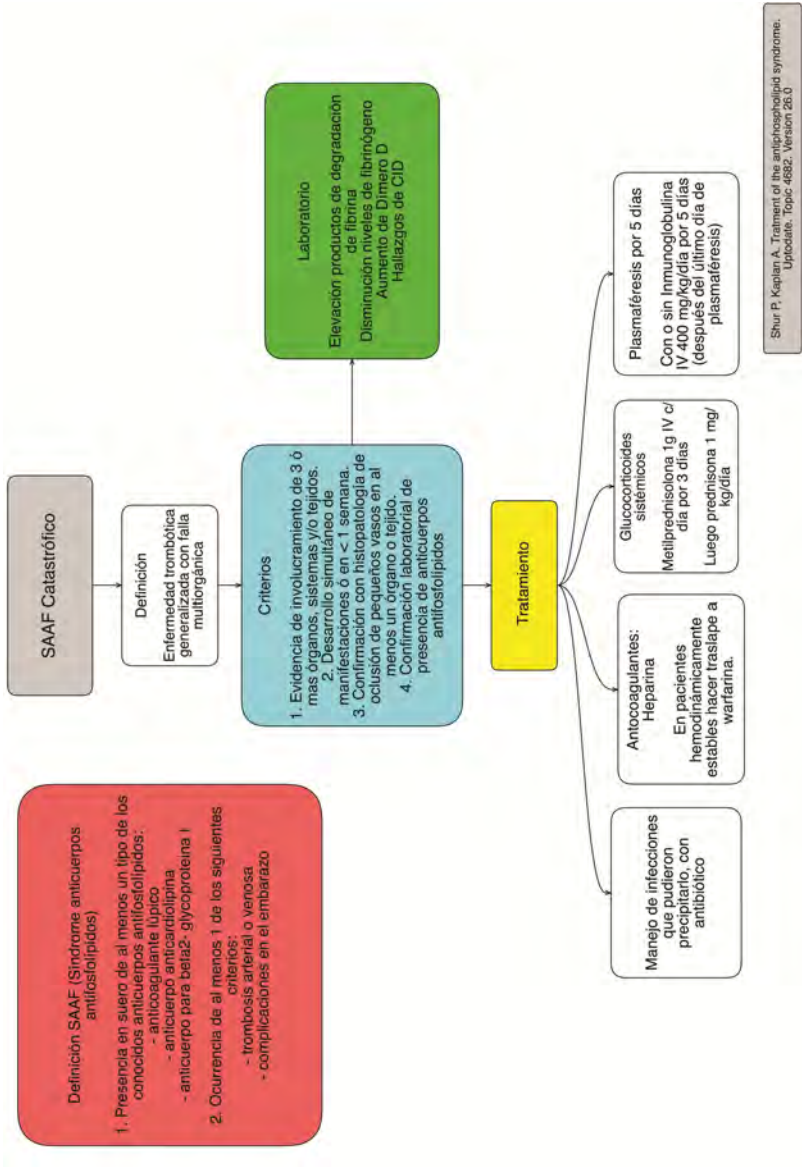 SAAF Catastrófico
Definición SAAF (Síndrome anticuerpos
antifosfolípidos)
1. Presencia en suero de al menos un tipo de los
conocidos anticuerpos antifosfolípidos:
- anticoagulante lúpico
- anticuerpo anticardiolipina
- anticuerpo para beta2- glycoproteina I
2. Ocurrencia de al menos 1 de los siguientes
criterios:
- trombosis arterial o venosa
- complicaciones en el embarazo
Definición
Enfermedad trombótica
generalizada con falla
multiorgánica
Criterios
1. Evidencia de involucramiento de 3 ó
mas órganos, sistemas y/o tejidos.
2. Desarrollo simultáneo de
manifestaciones ó en < 1 semana.
3. Confirmación con histopatología de
oclusión de pequeños vasos en al
menos un órgano o tejido.
4. Confirmación laboratorial de
presencia de anticuerpos
antifosfolípidos
Laboratorio
Elevación productos de degradación
de fibrina
Disminución niveles de fibrinógeno
Aumento de Dímero D
Hallazgos de CID
Tratamiento
Manejo de infecciones
que pudieron
precipitarlo, con
antibiótico
Antocoagulantes:
Heparina
En pacientes
hemodinámicamente
estables hacer traslape a
warfarina.
Glucocorticoides
sistémicos
Metilprednisolona 1g IV c/
día por 3 días
Luego prednisona 1 mg/
kg/día
Plasmaféresis por 5 días
Con o sin Inmunoglobulina
IV 400 mg/kg/día por 5 días
(después del último día de
plasmaféresis)
Shur P, Kaplan A. Tratment of the antiphospholipid syndrome.
Uptodate. Topic 4682. Version 26.0